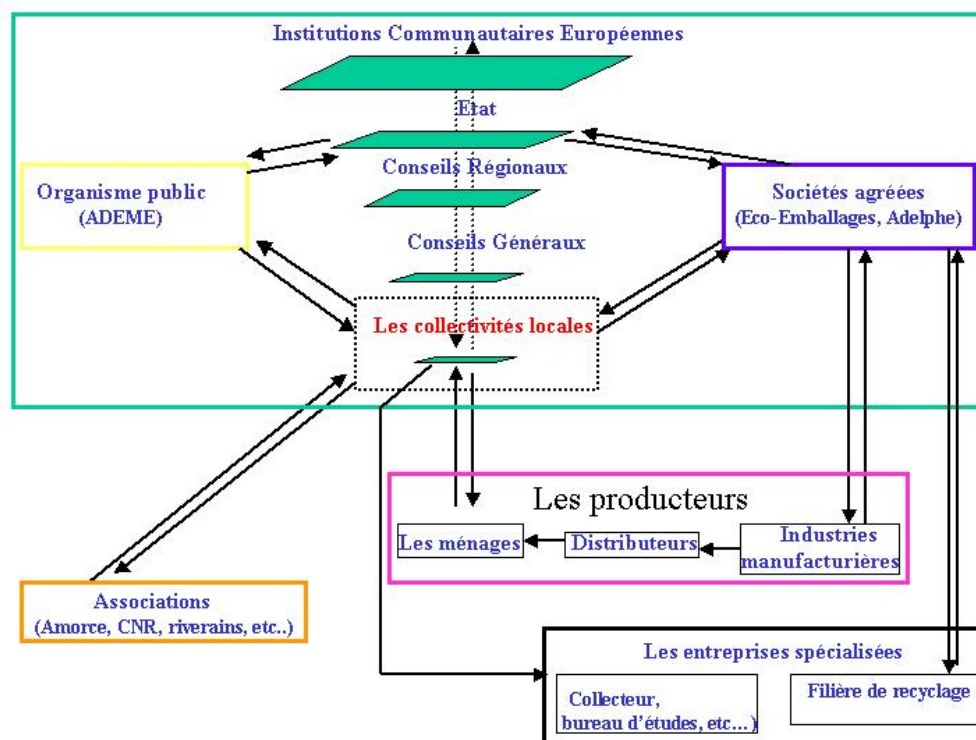 Institutions Communautaires Européennes
Etat
Conseils Régionaux
Organisme public
(ADEME)
Sociétés agréées
(Eco-Emballages, Adelphe)
Conseils Généraux
Les collectivités locales
Les producteurs
Les ménages
Distributeurs
Industries
manufacturières
Associations
(Amorce, CNR, riverains, etc..)
Les entreprises spécialisées
Collecteur,
bureau d'études, etc...)
Filière de recyclage